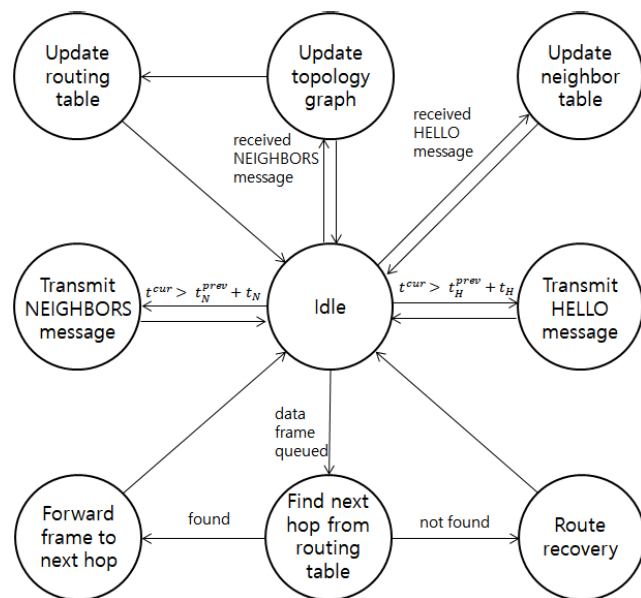 Update
routing
table
Update
topology
graph
Update
neighbor
table
received
NEIGHBORS
message
received
HELLO
message
Transmit
NEIGHBORS
message
t^cur > t_N^prev + t_N
Idle
t^cur > t_H^prev + t_H
Transmit
HELLO
message
data
frame
queued
Forward
frame to
next hop
found
Find next
hop from
routing
table
not found
Route
recovery